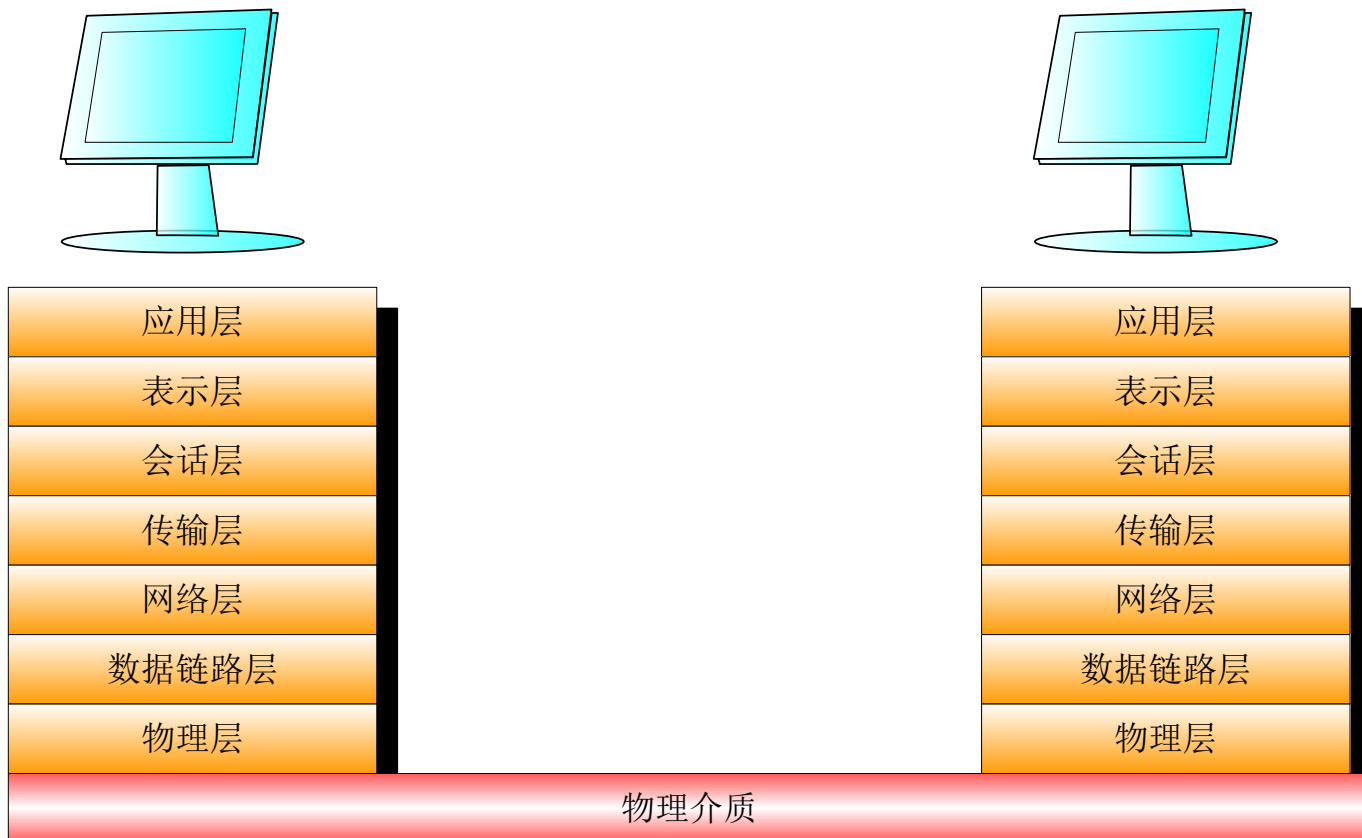 应用层
表示层
会话层
传输层
网络层
数据链路层
物理层
应用层
表示层
会话层
传输层
网络层
数据链路层
物理层
物理介质